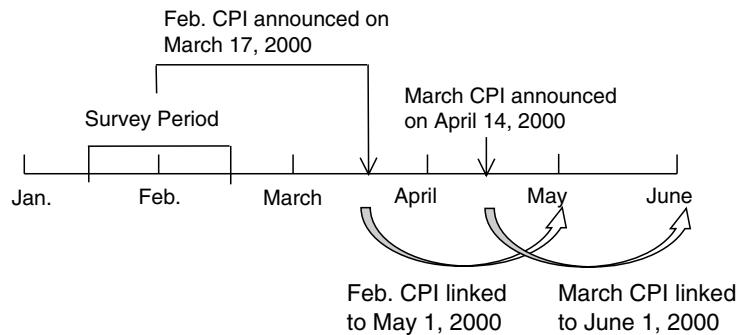 Feb. CPI announced on
March 17, 2000
March CPI announced
on April 14, 2000
Survey Period
Jan.
Feb.
March
April
May
June
Feb. CPI linked
to May 1, 2000
March CPI linked
to June 1, 2000